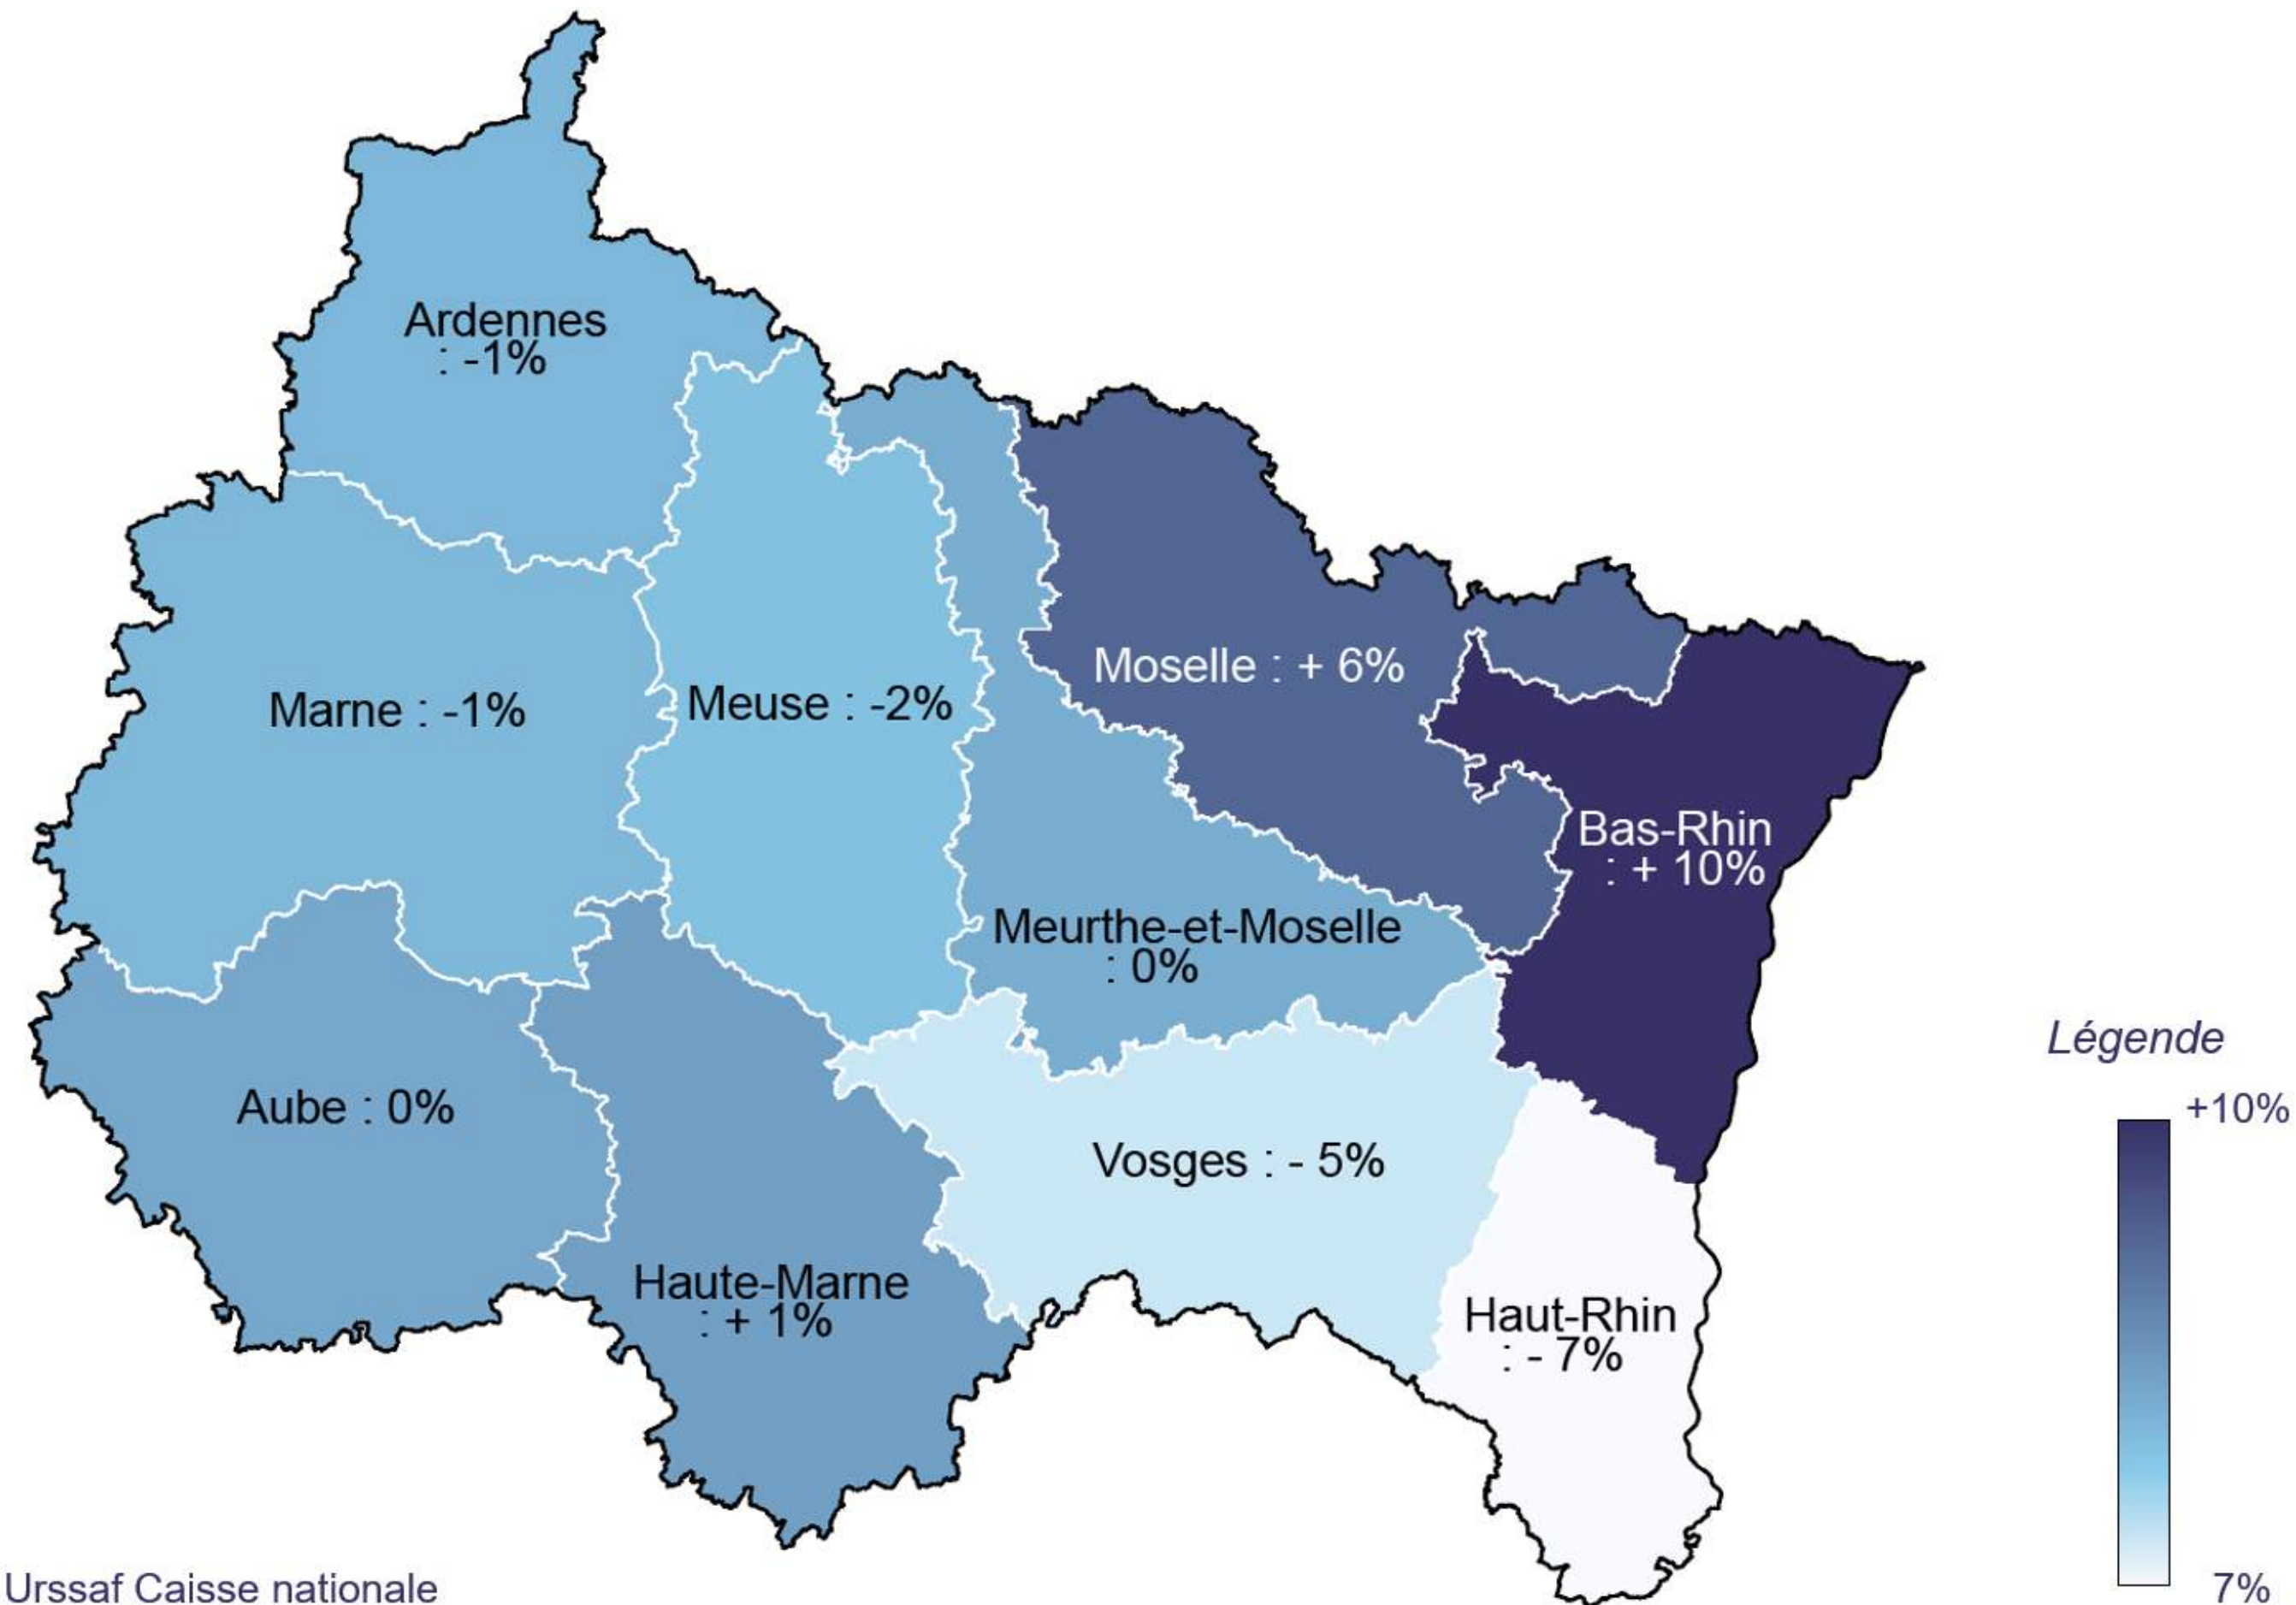 Ardennes
: -1%
Moselle : + 6%
Marne : -1%
Meuse : -2%
Bas-Rhin
: + 10%
Meurthe-et-Moselle
: 0%
Aube : 0%
Vosges : - 5%
Haute-Marne
: + 1%
Haut-Rhin
: - 7%
Légende
+10%
7%
Urssaf Caisse nationale